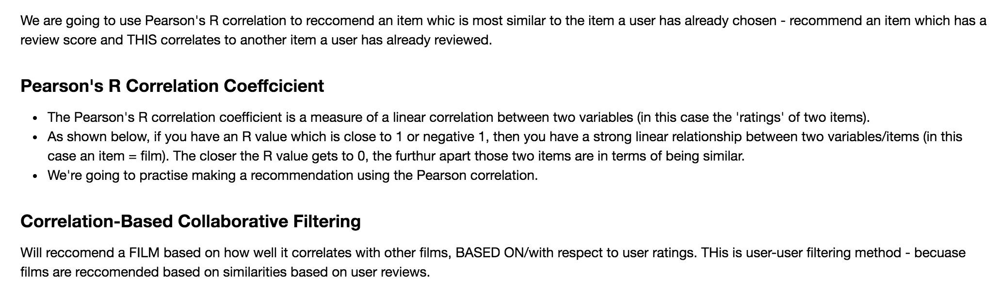 We are going to use Pearson's R correlation to reccomend an item whic is most similar to the item a user has already chosen - recommend an item which has a
review score and THIS correlates to another item a user has already reviewed.
Pearson's R Correlation Coeffcicient
• The Pearson's R correlation coefficient is a measure of a linear correlation between two variables (in this case the 'ratings' of two items).
• As shown below, if you have an R value which is close to 1 or negative 1, then you have a strong linear relationship between two variables/items (in this
case an item = film). The closer the R value gets to 0, the furthur apart those two items are in terms of being similar.
• We're going to practise making a recommendation using the Pearson correlation.
Correlation-Based Collaborative Filtering
Will reccomend a FILM based on how well it correlates with other films, BASED ON/with respect to user ratings. THis is user-user filtering method - becuase
films are reccomended based on similarities based on user reviews.